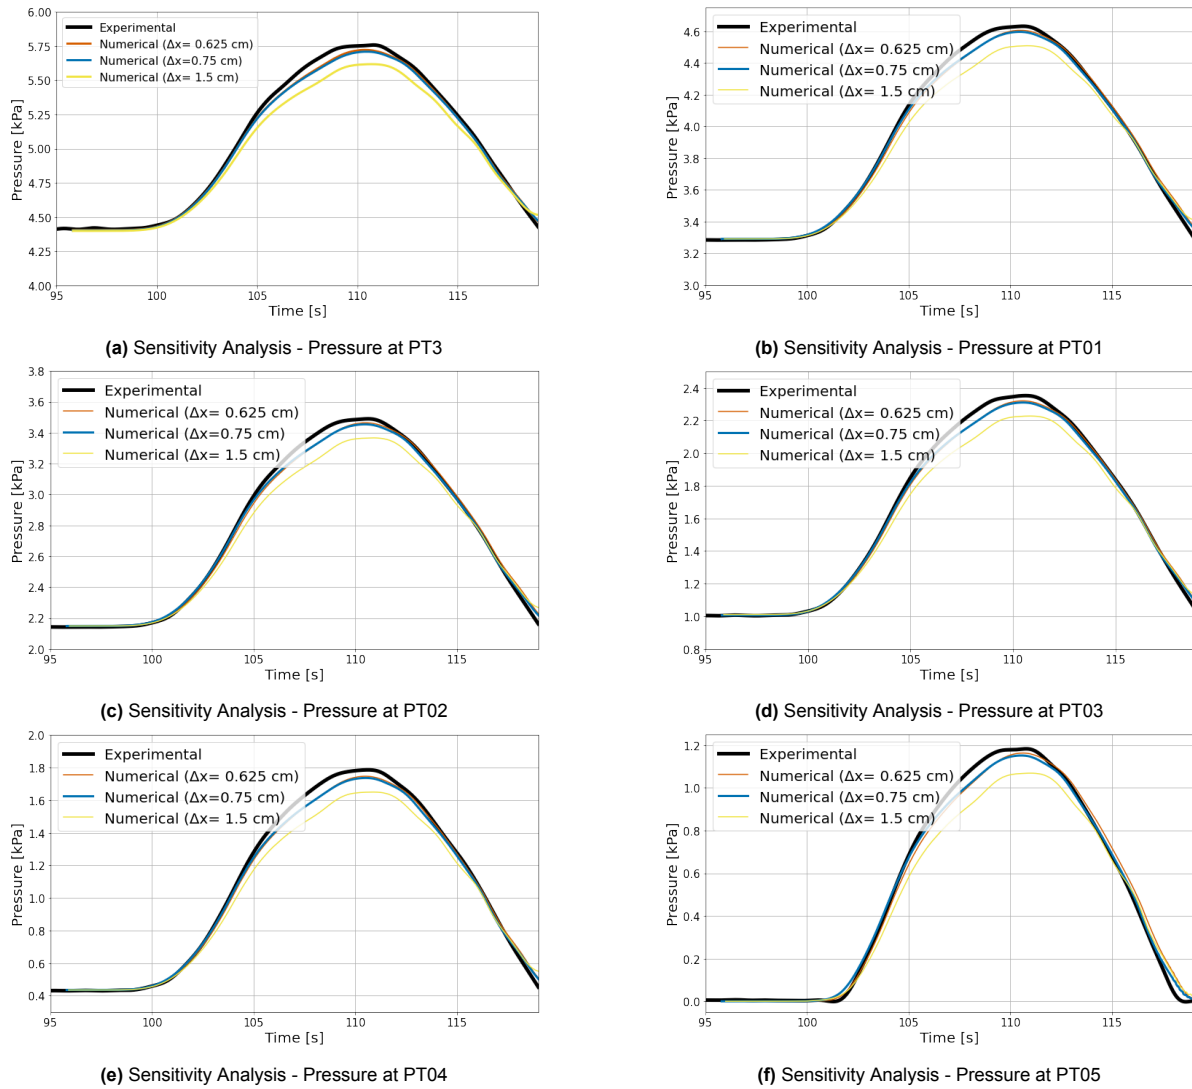 6.00
5.75
5.50
5.25
5.00
4.75
4.50
4.25
4.00
Pressure [kPa]
Experimental
Numerical (Δx= 0.625 cm)
Numerical (Δx=0.75 cm)
Numerical (Δx= 1.5 cm)
95 100 105 110 115
Time [s]
(a) Sensitivity Analysis - Pressure at PT3
4.6
4.4
4.2
4.0
3.8
3.6
3.4
3.2
3.0
Pressure [kPa]
Experimental
Numerical (Δx= 0.625 cm)
Numerical (Δx=0.75 cm)
Numerical (Δx= 1.5 cm)
95 100 105 110 115
Time [s]
(b) Sensitivity Analysis - Pressure at PT01
3.8
3.6
3.4
3.2
3.0
2.8
2.6
2.4
2.2
2.0
Pressure [kPa]
Experimental
Numerical (Δx= 0.625 cm)
Numerical (Δx=0.75 cm)
Numerical (Δx= 1.5 cm)
95 100 105 110 115
Time [s]
(c) Sensitivity Analysis - Pressure at PT02
2.4
2.2
2.0
1.8
1.6
1.4
1.2
1.0
0.8
Pressure [kPa]
Experimental
Numerical (Δx= 0.625 cm)
Numerical (Δx=0.75 cm)
Numerical (Δx= 1.5 cm)
95 100 105 110 115
Time [s]
(d) Sensitivity Analysis - Pressure at PT03
2.0
1.8
1.6
1.4
1.2
1.0
0.8
0.6
0.4
Pressure [kPa]
Experimental
Numerical (Δx= 0.625 cm)
Numerical (Δx=0.75 cm)
Numerical (Δx= 1.5 cm)
95 100 105 110 115
Time [s]
(e) Sensitivity Analysis - Pressure at PT04
1.2
1.0
0.8
0.6
0.4
0.2
0.0
Pressure [kPa]
Experimental
Numerical (Δx= 0.625 cm)
Numerical (Δx=0.75 cm)
Numerical (Δx= 1.5 cm)
95 100 105 110 115
Time [s]
(f) Sensitivity Analysis - Pressure at PT05